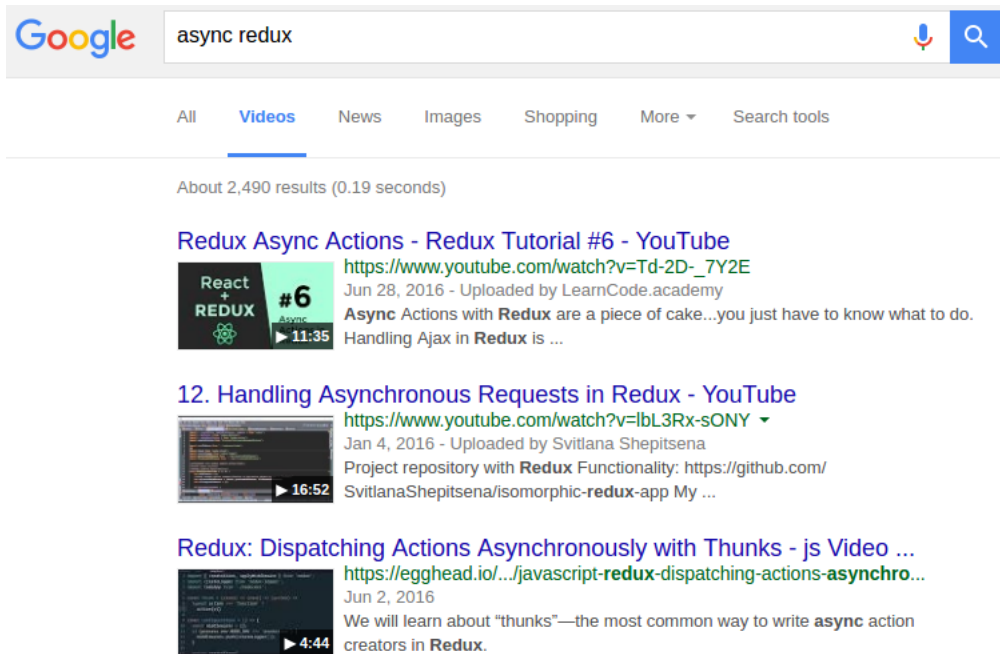 Google
async redux
All Videos News Images Shopping More Search tools
About 2,490 results (0.19 seconds)
Redux Async Actions - Redux Tutorial #6 - YouTube
React
+
REDUX
#6
Async
11:35
https://www.youtube.com/watch?v=Td-2D-_7Y2E
Jun 28, 2016 - Uploaded by LearnCode.academy
Async Actions with Redux are a piece of cake...you just have to know what to do.
Handling Ajax in Redux is ...
12. Handling Asynchronous Requests in Redux - YouTube
16:52
https://www.youtube.com/watch?v=lbL3Rx-sONY
Jan 4, 2016 - Uploaded by Svitlana Shepitsena
Project repository with Redux Functionality: https://github.com/
SvitlanaShepitsena/isomorphic-redux-app My ...
Redux: Dispatching Actions Asynchronously with Thunks - js Video ...
4:44
https://egghead.io/.../javascript-redux-dispatching-actions-asynchro...
Jun 2, 2016
We will learn about “thunks”—the most common way to write async action
creators in Redux.